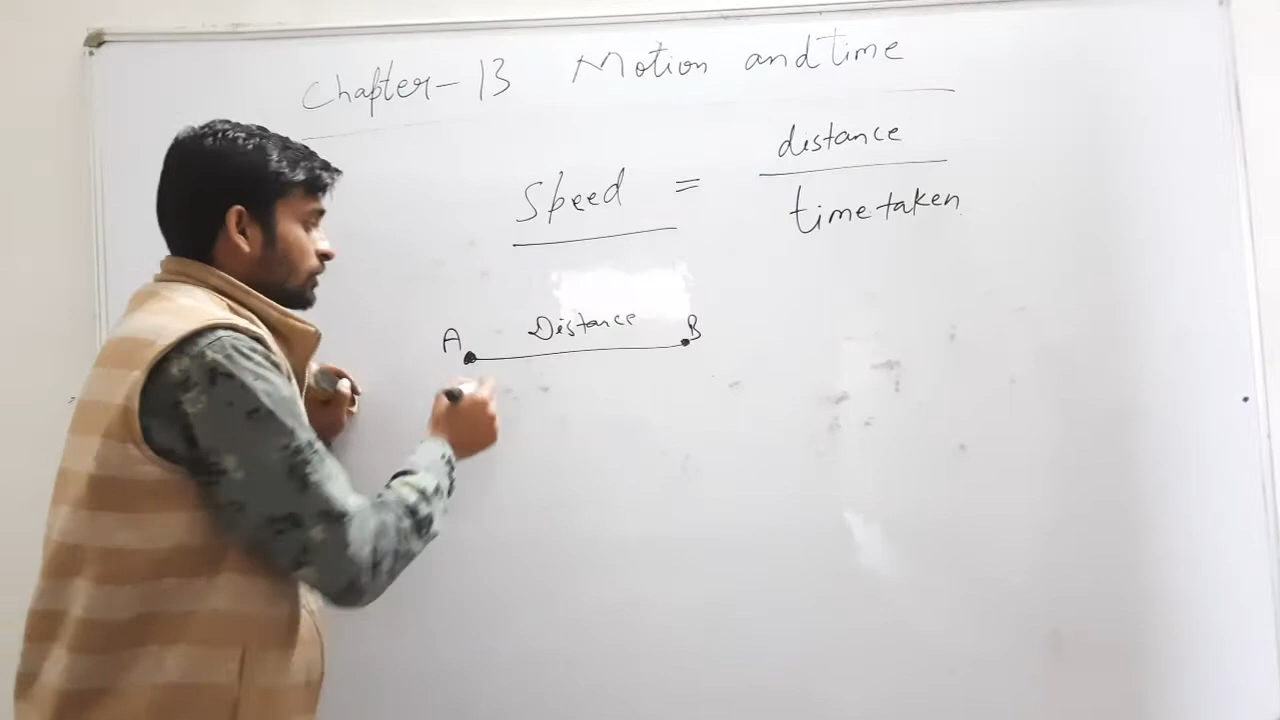 Chapter-13 Motion and time
Speed = distance / time taken
A Distance B